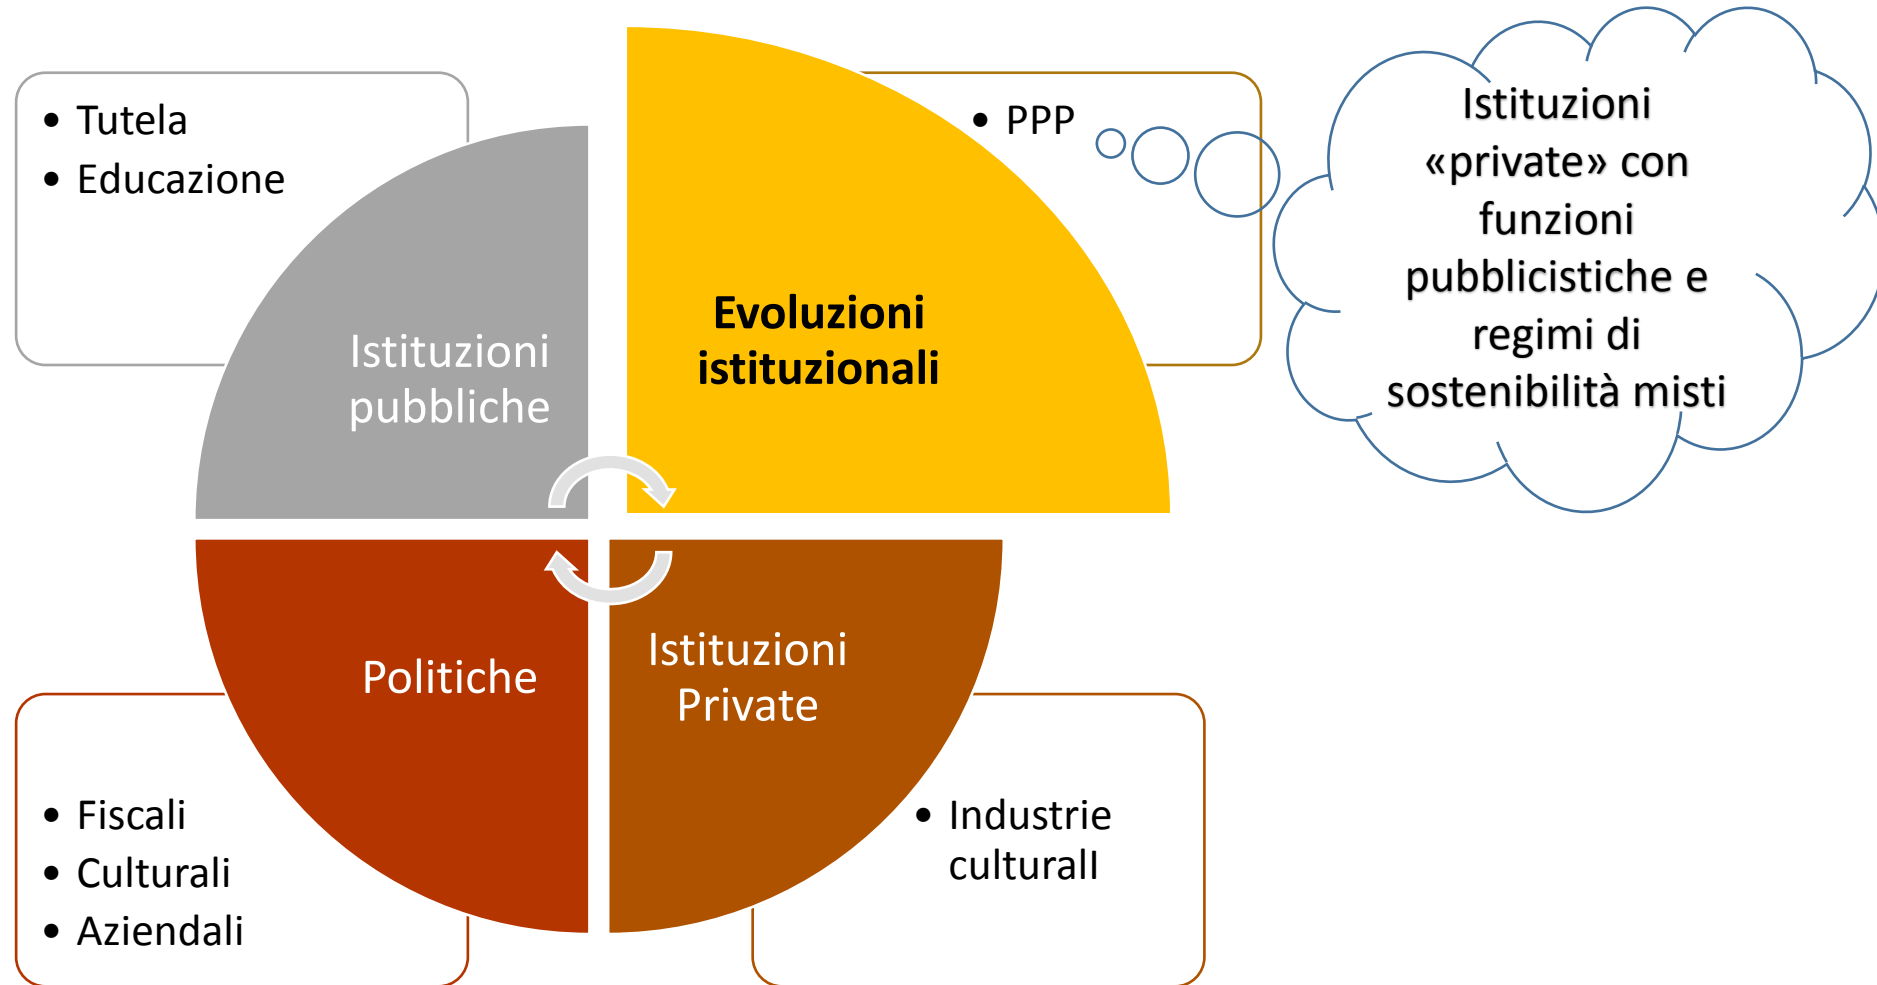 • Tutela
• Educazione
Istituzioni
pubbliche
Evoluzioni
istituzionali
• PPP
Istituzioni
«private» con
funzioni
pubblicistiche e
regimi di
sostenibilità misti
Politiche
• Fiscali
• Culturali
• Aziendali
Istituzioni
Private
• Industrie
culturalI